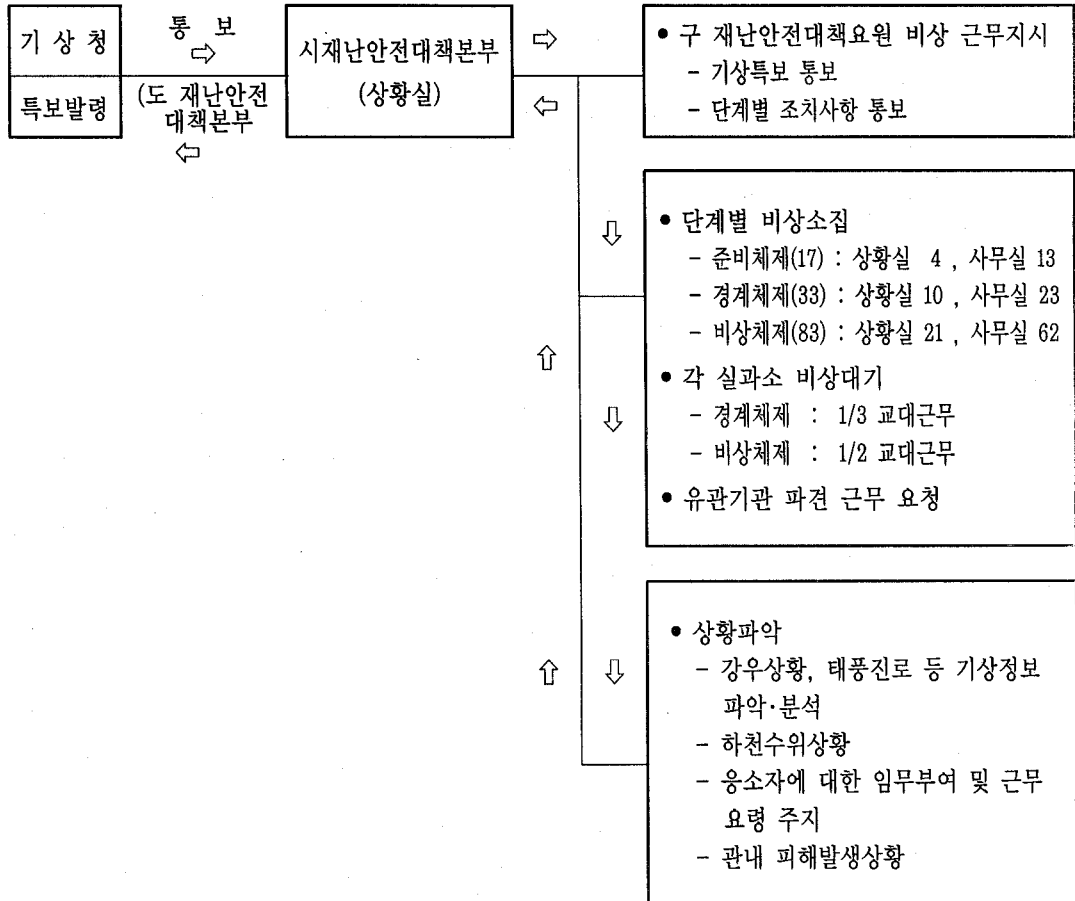 기 상 청
특보발령
통 보
⇨
(도 재난안전
대책본부
⇦
시재난안전대책본부
(상황실)
⇨
⇦
● 구 재난안전대책요원 비상 근무지시
- 기상특보 통보
- 단계별 조치사항 통보
⇩
● 단계별 비상소집
- 준비체제(17) : 상황실 4 , 사무실 13
- 경계체제(33) : 상황실 10 , 사무실 23
- 비상체제(83) : 상황실 21 , 사무실 62
⇧
● 각 실과소 비상대기
⇩
- 경계체제 : 1/3 교대근무
- 비상체제 : 1/2 교대근무
● 유관기관 파견 근무 요청
● 상황파악
⇧ ⇩
- 강우상황, 태풍진로 등 기상정보
파악·분석
- 하천수위상황
- 응소자에 대한 임무부여 및 근무
요령 주지
- 관내 피해발생상황